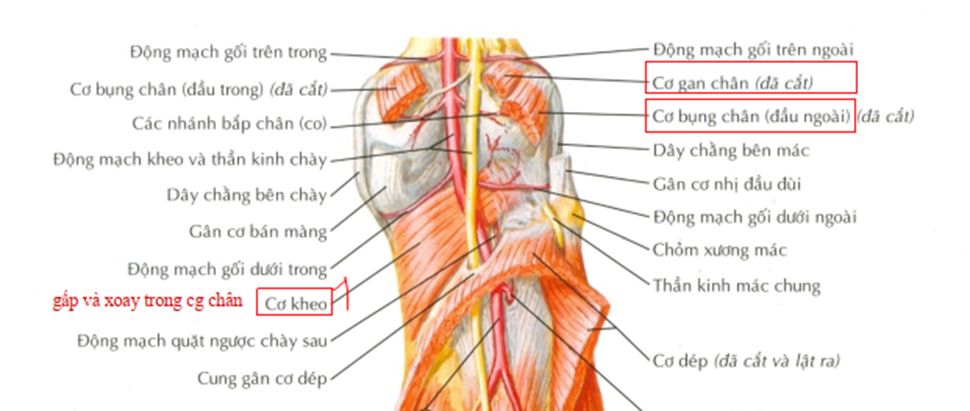 Động mạch gối trên trong
Cơ bụng chân (đầu trong) (đã cắt)
Các nhánh bắp chân (co)
Động mạch kheo và thần kinh chày
Dây chằng bên chày
Gân cơ bán màng
Động mạch gối dưới trong
gấp và xoay trong cg chân
Cơ kheo
Động mạch quặt ngược chày sau
Cung gân cơ dép
Động mạch gối trên ngoài
Cơ gan chân (đã cắt)
Cơ bụng chân (đầu ngoài) (đã cắt)
Dây chằng bên mác
Gân cơ nhị đầu đùi
Động mạch gối dưới ngoài
Chỏm xương mác
Thần kinh mác chung
Cơ dép (đã cắt và lật ra)